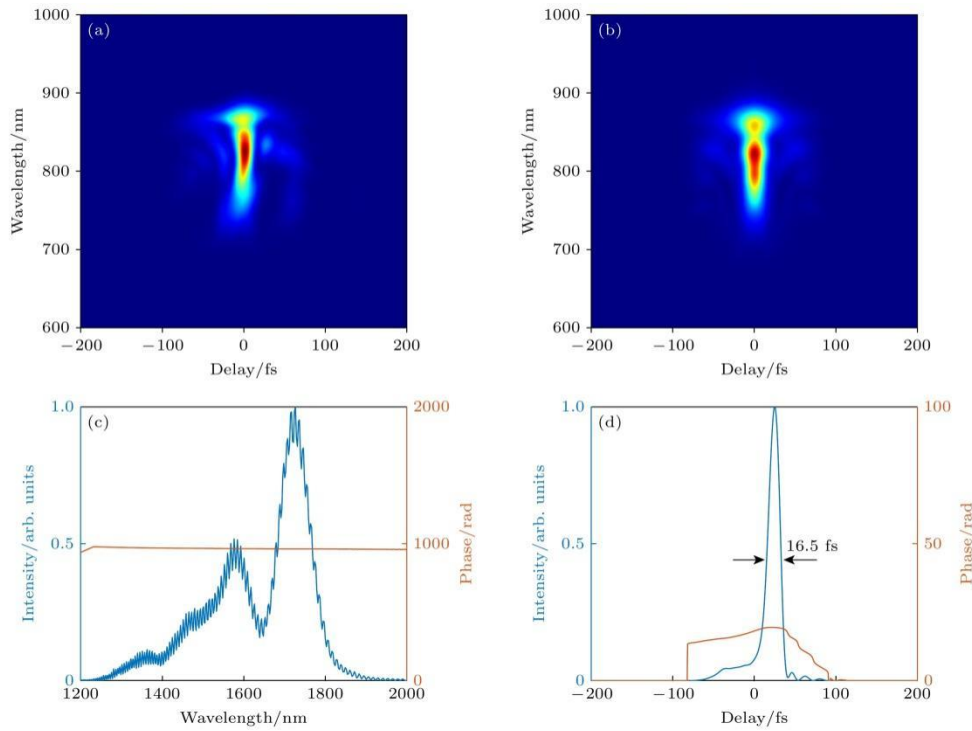 (a)
1000
900
800
700
600
Wavelength/nm
−200
−100
0
100
200
Delay/fs
(b)
1000
900
800
700
600
Wavelength/nm
−200
−100
0
100
200
Delay/fs
(c)
1.0
0.5
0
Intensity/arb. units
2000
1000
0
Phase/rad
1200
1400
1600
1800
2000
Wavelength/nm
(d)
1.0
0.5
0
Intensity/arb. units
16.5 fs
100
50
0
Phase/rad
−200
−100
0
100
200
Delay/fs